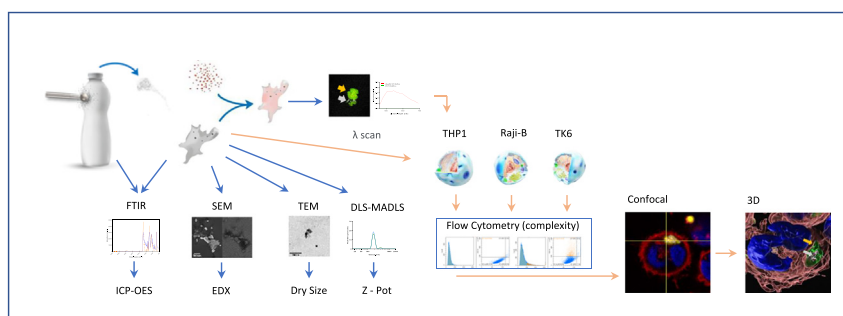 λ scan
THP1
Raji-B
TK6
FTIR
SEM
TEM
DLS-MADLS
Confocal
3D
Flow Cytometry (complexity)
ICP-OES
EDX
Dry Size
Z - Pot